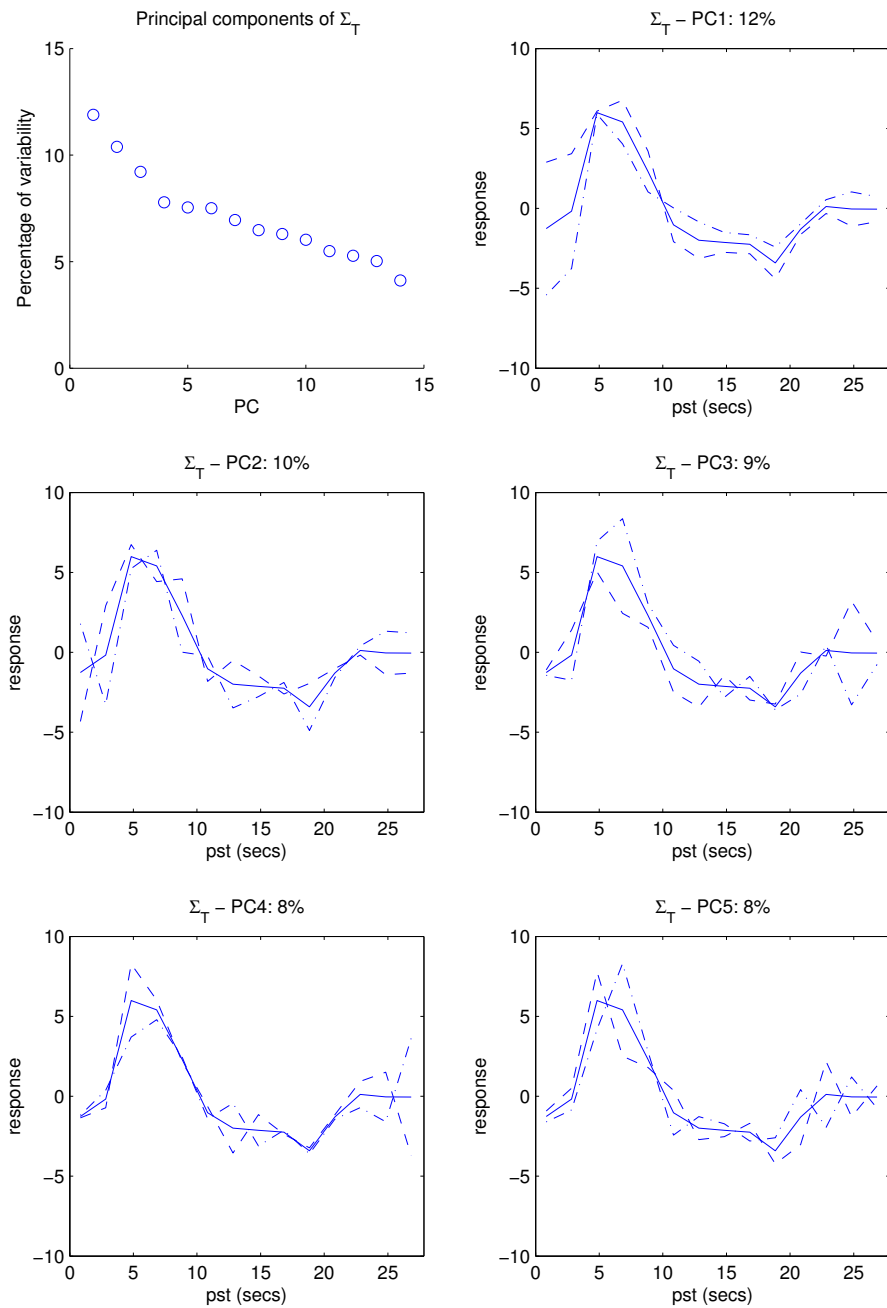 Principal components of Σ_T
15
10
5
0
0 5 10 15
Percentage of variability
PC
Σ_T − PC1: 12%
10
5
0
−5
−10
0 5 10 15 20 25
response
pst (secs)
Σ_T − PC2: 10%
10
5
0
−5
−10
0 5 10 15 20 25
response
pst (secs)
Σ_T − PC3: 9%
10
5
0
−5
−10
0 5 10 15 20 25
response
pst (secs)
Σ_T − PC4: 8%
10
5
0
−5
−10
0 5 10 15 20 25
response
pst (secs)
Σ_T − PC5: 8%
10
5
0
−5
−10
0 5 10 15 20 25
response
pst (secs)